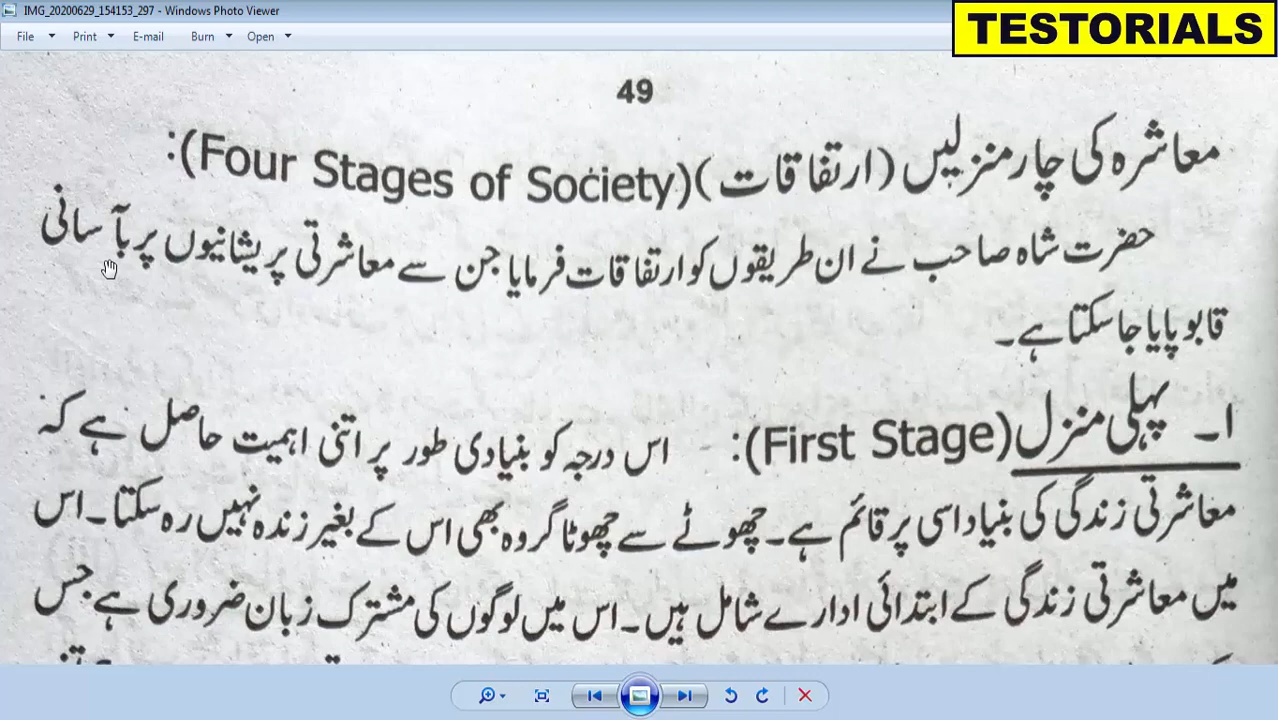 IMG_20200629_154153_297 - Windows Photo Viewer
File Print E-mail Burn Open
TESTORIALS
49
معاشرہ کی چار منزلیں (ارتفاقات) (Four Stages of Society):
حضرت شاہ صاحب نے ان طریقوں کو ارتفاقات فرمایا جن سے معاشرتی پریشانیوں پر بآسانی
قابو پایا جا سکتا ہے۔
۱۔ پہلی منزل (First Stage): اس درجہ کو بنیادی طور پر اتنی اہمیت حاصل ہے کہ
معاشرتی زندگی کی بنیاد اسی پر قائم ہے۔ چھوٹے سے چھوٹا گروہ بھی اس کے بغیر زندہ نہیں رہ سکتا۔ اس
میں معاشرتی زندگی کے ابتدائی ادارے شامل ہیں۔ اس میں لوگوں کی مشترک زبان ضروری ہے جس